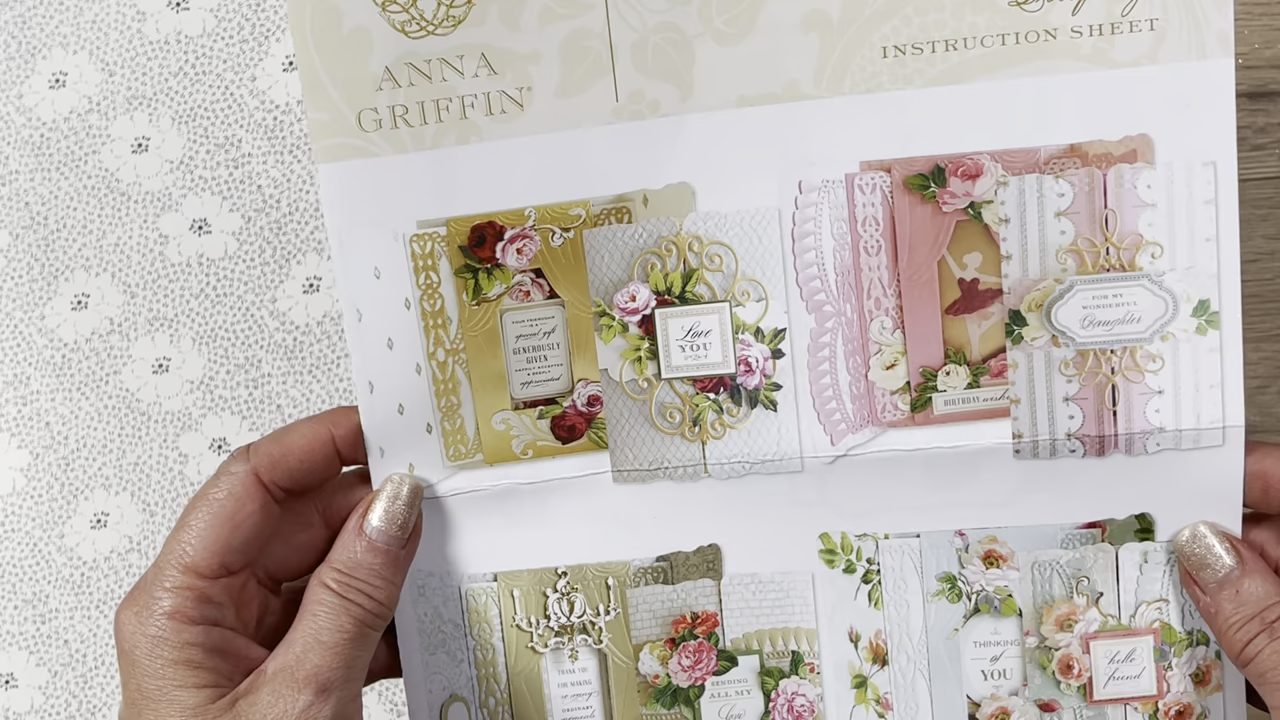 INSTRUCTION SHEET
ANNA
GRIFFIN®
YOUR FRIENDSHIP
IS A
special gift
GENEROUSLY
GIVEN
HAPPILY ACCEPTED
& DEEPLY
appreciated
Love
YOU
FOR MY
WONDERFUL
Daughter
BIRTHDAY wishes
THANK YOU
FOR MAKING
ORDINARY
moments
SENDING
ALL MY
Love
THINKING
of
YOU
hello
friend